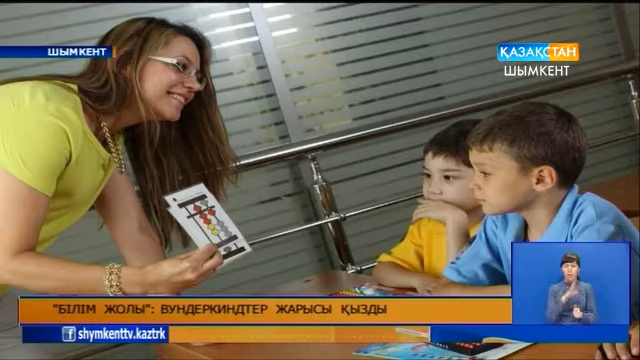 ШЫМКЕНТ
ҚАЗАҚСТАН
ШЫМКЕНТ
"БІЛІМ ЖОЛЫ": ВУНДЕРКИНДТЕР ЖАРЫСЫ ҚЫЗДЫ
shymkenttv.kaztrk